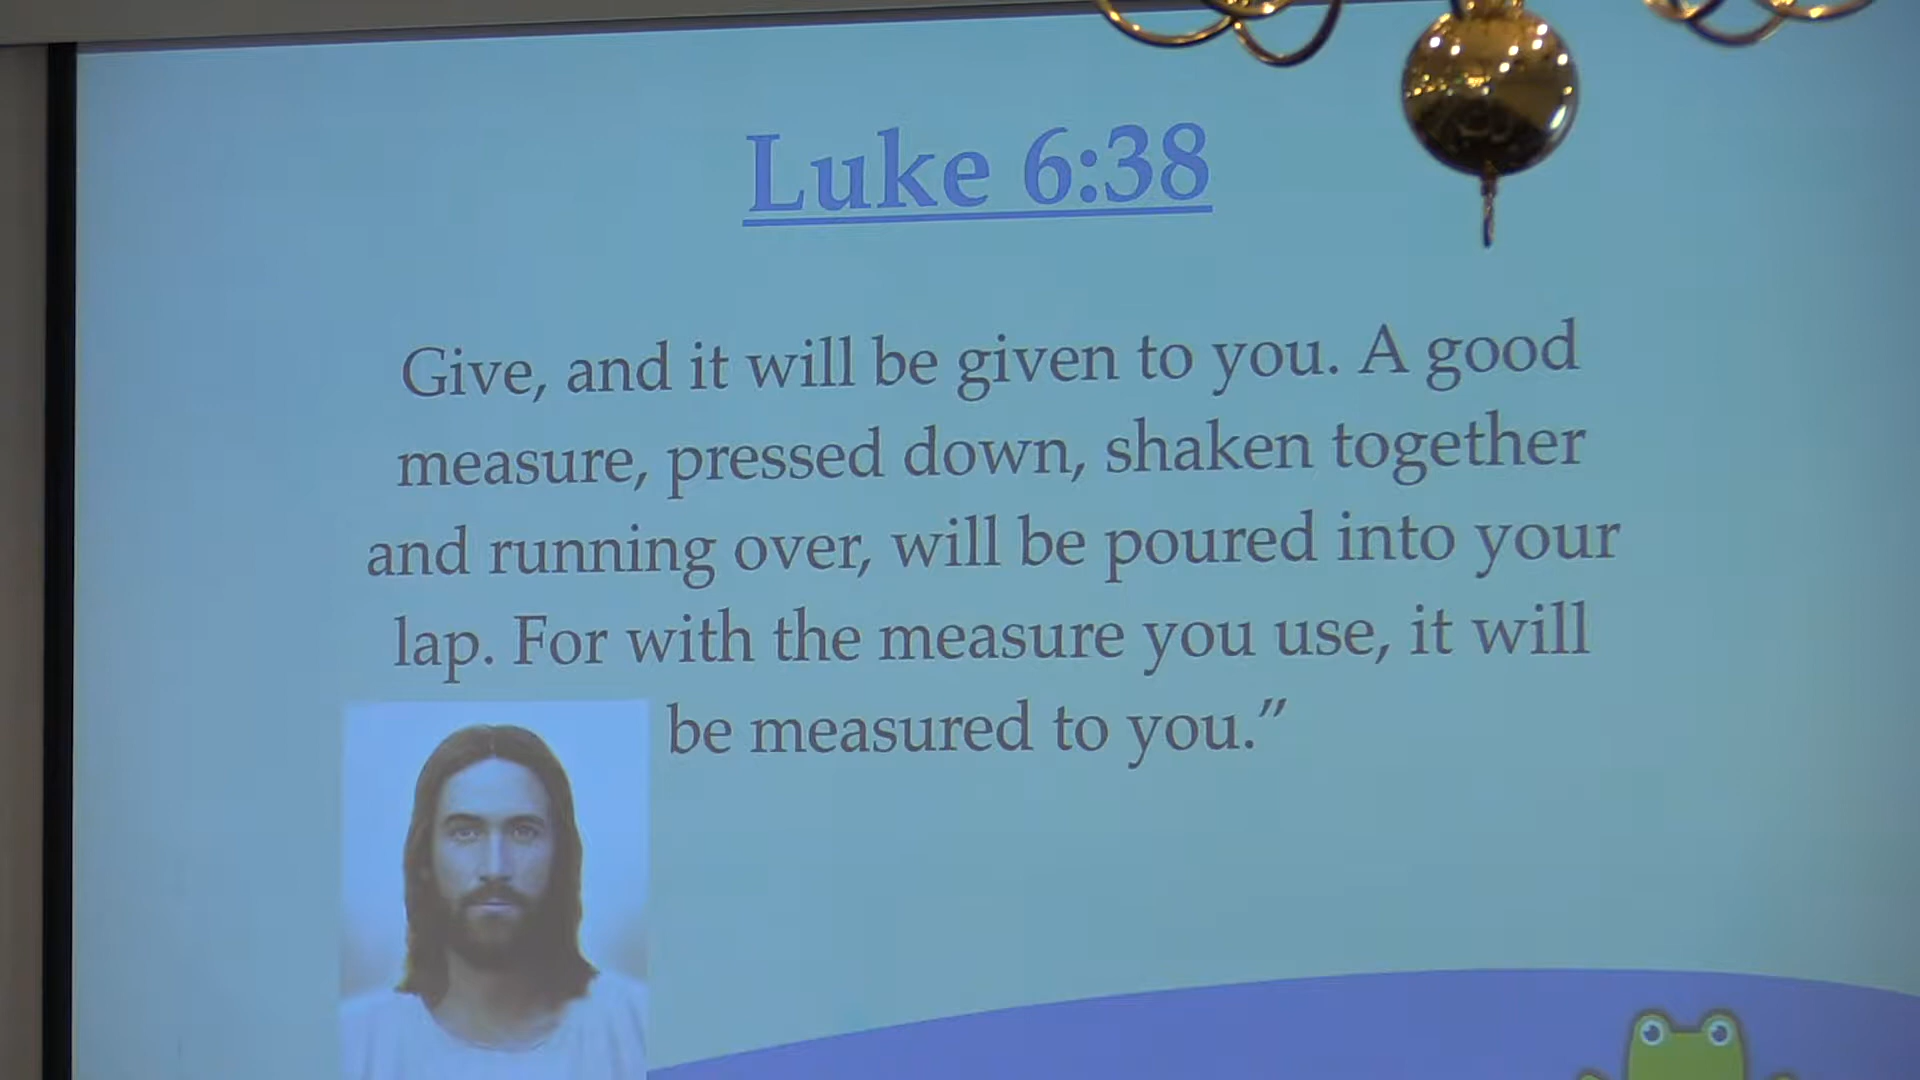 Luke 6:38
Give, and it will be given to you. A good
measure, pressed down, shaken together
and running over, will be poured into your
lap. For with the measure you use, it will
be measured to you.”